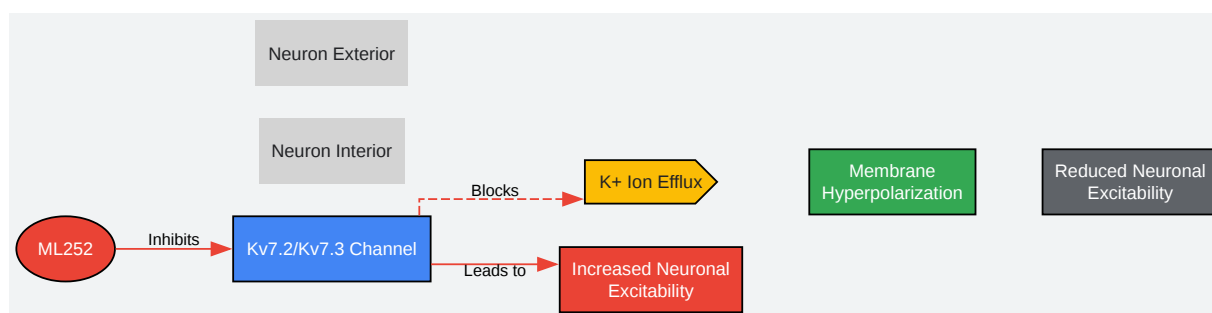 Neuron Exterior
Neuron Interior
ML252
Inhibits
Kv7.2/Kv7.3 Channel
Blocks
K+ Ion Efflux
Leads to
Increased Neuronal
Excitability
Membrane
Hyperpolarization
Reduced Neuronal
Excitability